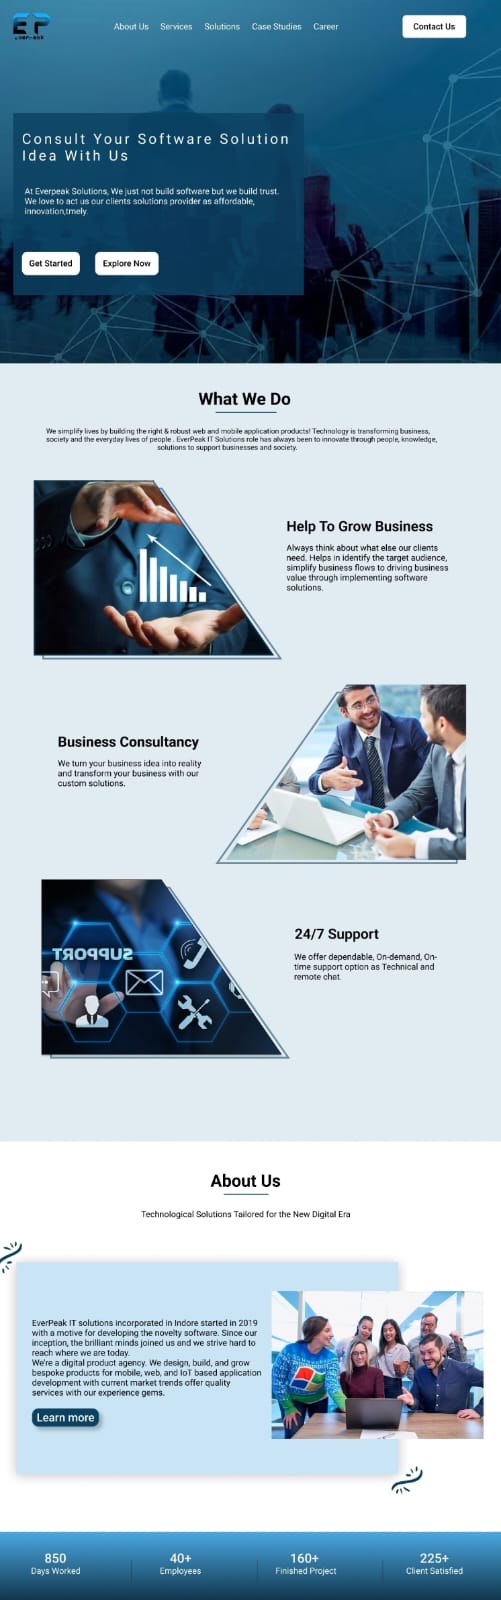 EP
About Us Services Solutions Case Studies Career Contact Us
Consult Your Software Solution
Idea With Us
At Everpeak Solutions, We just not build software but we build trust.
We love to act us our clients solutions provider as affordable,
innovation,tmely.
Get Started Explore Now
What We Do
We simplify lives by building the right & robust web and mobile application products! Technology is transforming business,
society and the everyday lives of people . EverPeak IT Solutions role has always been to innovate through people, knowledge,
solutions to support businesses and society.
Help To Grow Business
Always think about what else our clients
need. Helps in identify the target audience,
simplify business flows to driving business
value through implementing software
solutions.
Business Consultancy
We turn your business idea into reality
and transform your business with our
custom solutions.
SUPPORT
24/7 Support
We offer dependable, On-demand, On-
time support option as Technical and
remote chat.
About Us
Technological Solutions Tailored for the New Digital Era
EverPeak IT solutions incorporated in Indore started in 2019
with a motive for developing the novelty software. Since our
inception, the brilliant minds joined us and we strive hard to
reach where we are today.
We're a digital product agency. We design, build, and grow
bespoke products for mobile, web, and IoT based application
development with current market trends offer quality
services with our experience gems.
Learn more
850 40+ 160+ 225+
Days Worked Employees Finished Project Client Satisfied